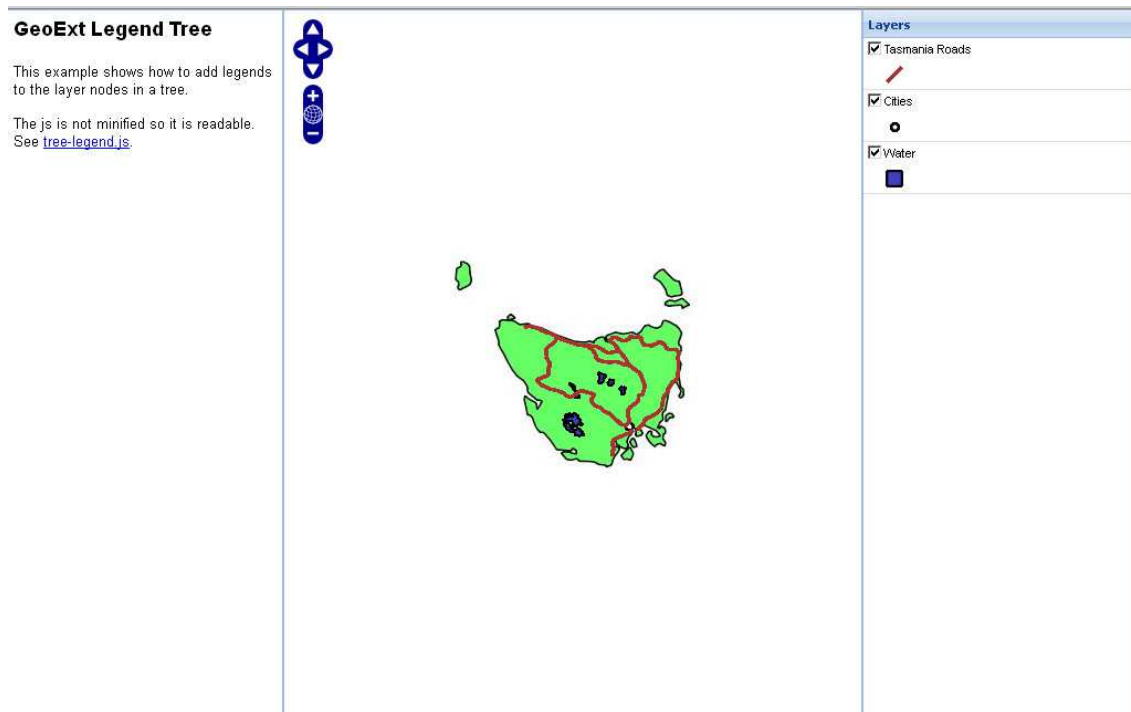 GeoExt Legend Tree
This example shows how to add legends
to the layer nodes in a tree.
The js is not minified so it is readable.
See tree-legend.js.
Layers
Tasmania Roads
Cities
Water